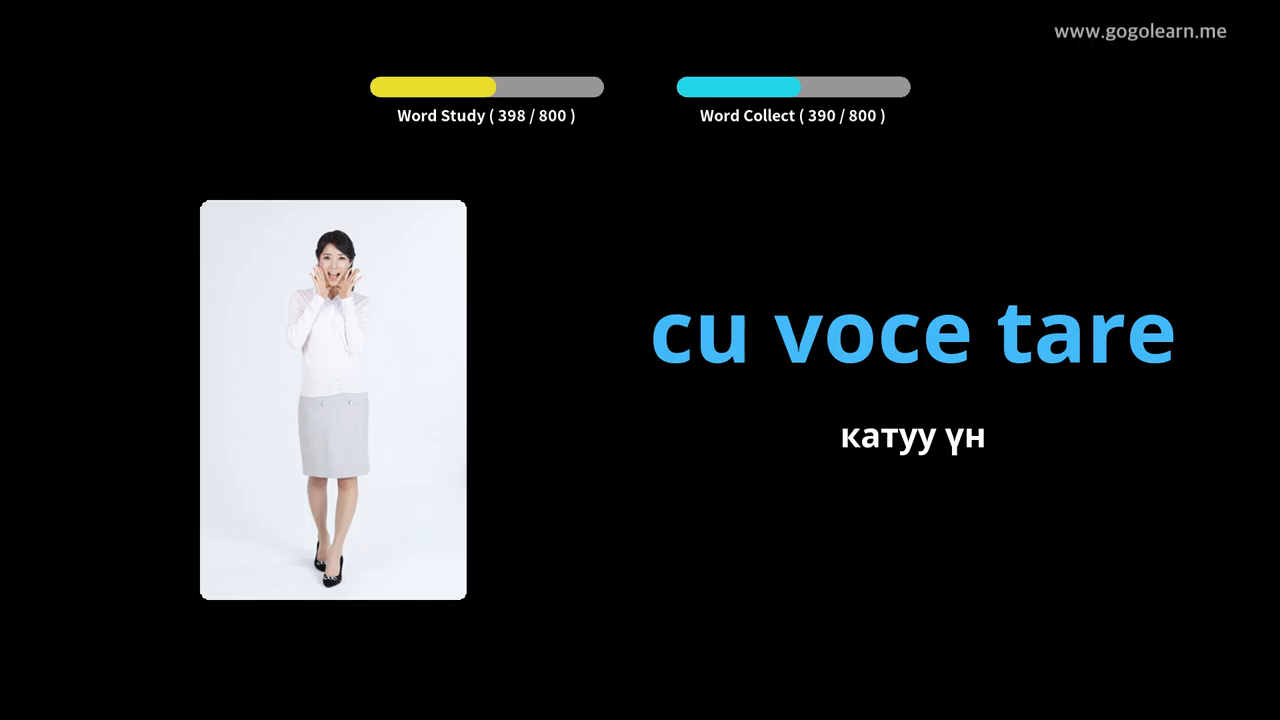 www.gogolearn.me
Word Study ( 398 / 800 )
Word Collect ( 390 / 800 )
cu voce tare
катуу үн